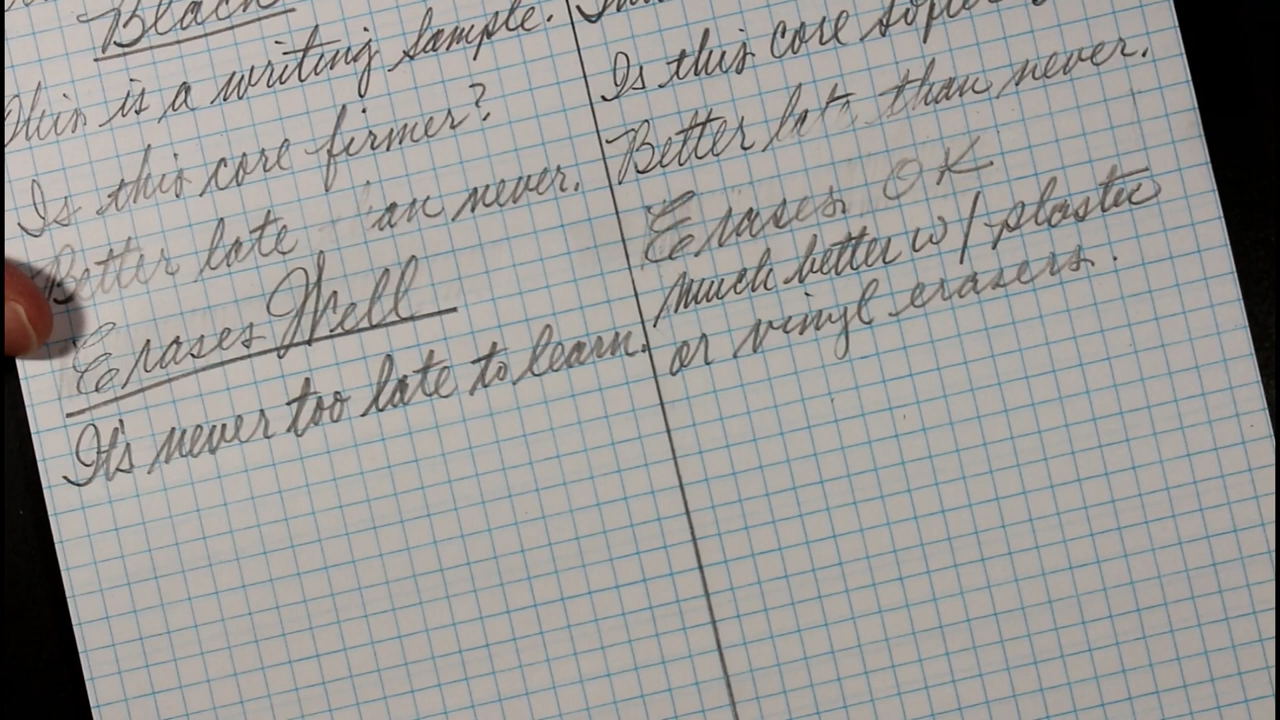 Black
This is a writing sample.
Is this core firmer?
Better late an never.
Erases Well
It's never too late to learn.
Is this core
Better late than never.
Erases OK
much better w/ plastic
or vinyl erasers.